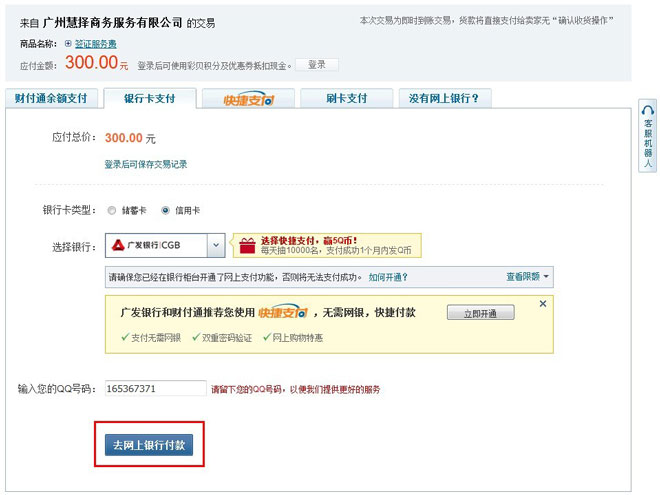 来自 广州慧择商务服务有限公司 的交易
本次交易为即时到账交易，货款将直接支付给卖家无“确认收货操作”
商品名称： 签证服务费
应付金额： 300.00元 登录后可使用彩贝积分及优惠券抵扣现金。 登录
财付通余额支付 银行卡支付 快捷支付 刷卡支付 没有网上银行？
客服机器人
应付总价： 300.00 元
登录后可保存交易记录
银行卡类型： 储蓄卡 信用卡
选择银行： 广发银行|CGB
选择快捷支付，赢5Q币！
每天抽10000名，支付成功1个月内发Q币
请确保您已经在银行柜台开通了网上支付功能，否则将无法支付成功。 如何开通？ 查看限额
广发银行和财付通推荐您使用 快捷支付 ，无需网银，快捷付款 立即开通
支付无需网银 双重密码验证 网上购物特惠
输入您的QQ号码： 165367371 请留下您的QQ号码，以便我们提供更好的服务
去网上银行付款